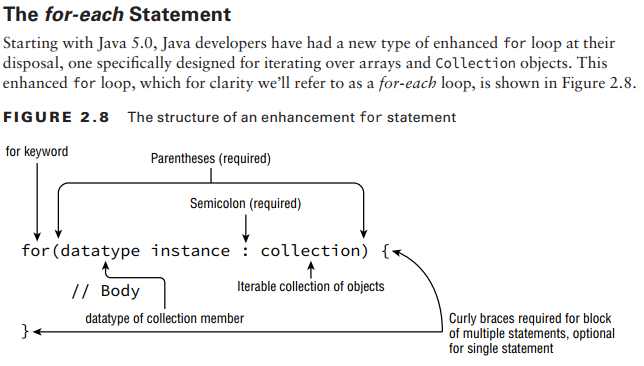 The for-each Statement
Starting with Java 5.0, Java developers have had a new type of enhanced for loop at their
disposal, one specifically designed for iterating over arrays and Collection objects. This
enhanced for loop, which for clarity we'll refer to as a for-each loop, is shown in Figure 2.8.
FIGURE 2.8 The structure of an enhancement for statement
for keyword
Parentheses (required)
Semicolon (required)
for(datatype instance : collection) {
// Body
Iterable collection of objects
datatype of collection member
}
Curly braces required for block
of multiple statements, optional
for single statement